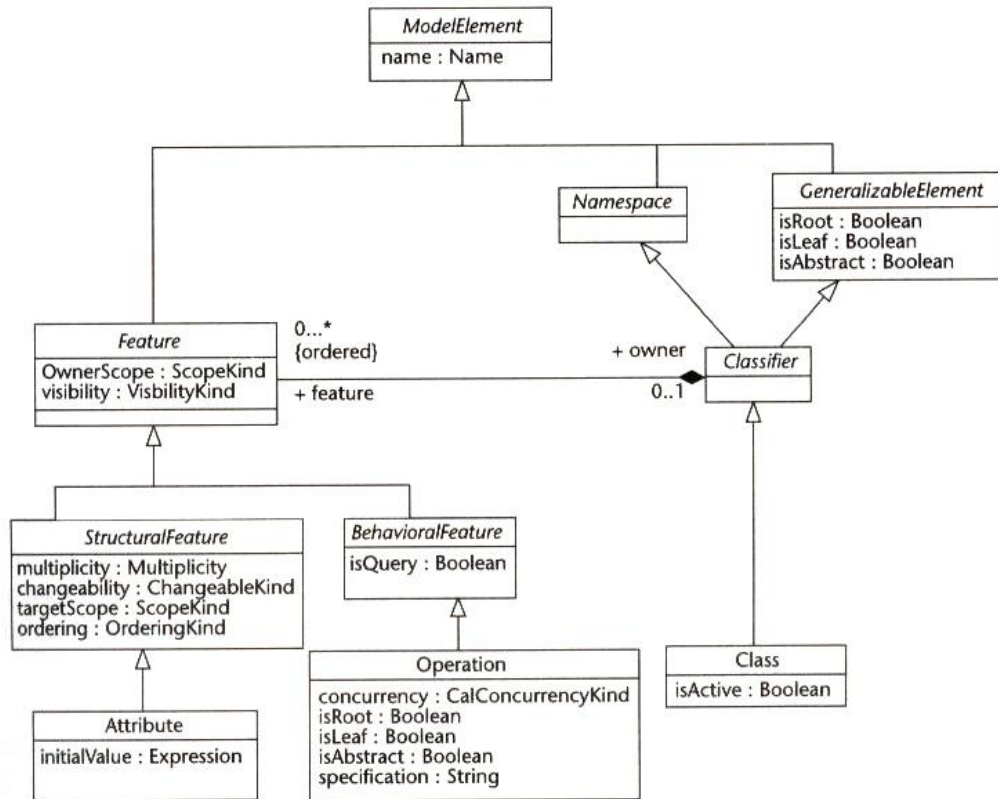 ModelElement
name : Name
Namespace
GeneralizableElement
isRoot : Boolean
isLeaf : Boolean
isAbstract : Boolean
Feature
OwnerScope : ScopeKind
visibility : VisbilityKind
0...*
{ordered}
+ feature
+ owner
0..1
Classifier
StructuralFeature
multiplicity : Multiplicity
changeability : ChangeableKind
targetScope : ScopeKind
ordering : OrderingKind
BehavioralFeature
isQuery : Boolean
Attribute
initialValue : Expression
Operation
concurrency : CalConcurrencyKind
isRoot : Boolean
isLeaf : Boolean
isAbstract : Boolean
specification : String
Class
isActive : Boolean